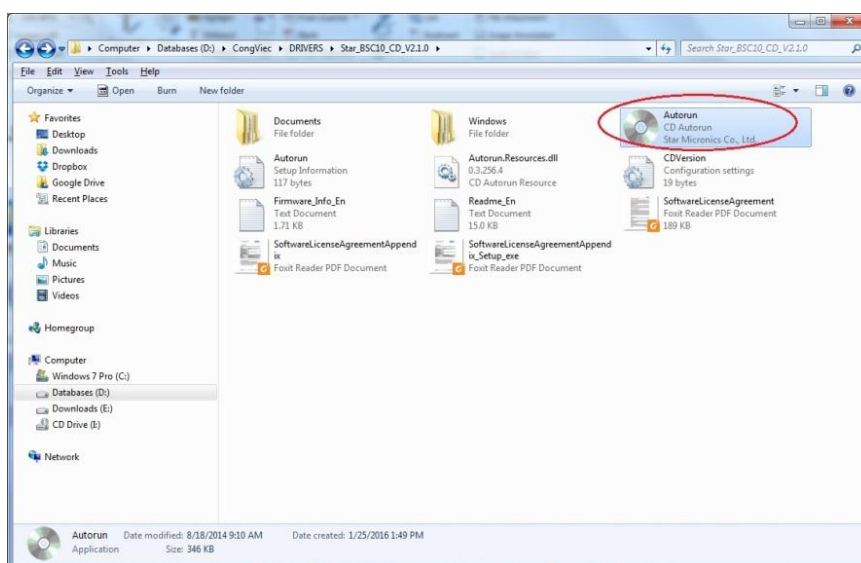 Computer ▸ Databases (D:) ▸ CongViec ▸ DRIVERS ▸ Star_BSC10_CD_V2.1.0 ▸
Search Star_BSC10_CD_V2.1.0
File Edit View Tools Help
Organize Open Burn New folder
Favorites
Desktop
Downloads
Dropbox
Google Drive
Recent Places
Libraries
Documents
Music
Pictures
Videos
Homegroup
Computer
Windows 7 Pro (C:)
Databases (D:)
Downloads (E:)
CD Drive (I:)
Network
Documents
File folder
Windows
File folder
Autorun
CD Autorun
Star Micronics Co., Ltd.
Autorun
Setup Information
117 bytes
Autorun.Resources.dll
0.3.256.4
CD Autorun Resource
CDVersion
Configuration settings
19 bytes
Firmware_Info_En
Text Document
1.71 KB
Readme_En
Text Document
15.0 KB
SoftwareLicenseAgreement
Foxit Reader PDF Document
189 KB
SoftwareLicenseAgreementAppend
ix
Foxit Reader PDF Document
SoftwareLicenseAgreementAppend
ix_Setup_exe
Foxit Reader PDF Document
Autorun Date modified: 8/18/2014 9:10 AM Date created: 1/25/2016 1:49 PM
Application Size: 346 KB